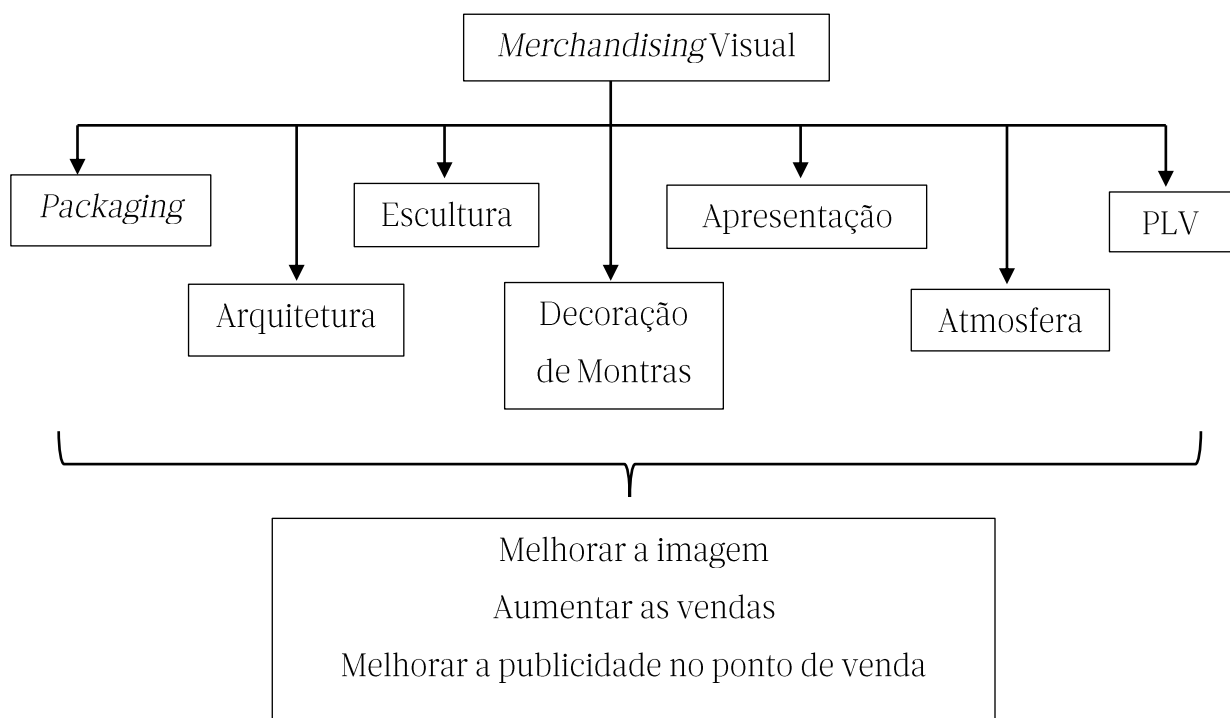 Merchandising Visual
Packaging
Escultura
Apresentação
PLV
Arquitetura
Decoração
de Montras
Atmosfera
Melhorar a imagem
Aumentar as vendas
Melhorar a publicidade no ponto de venda